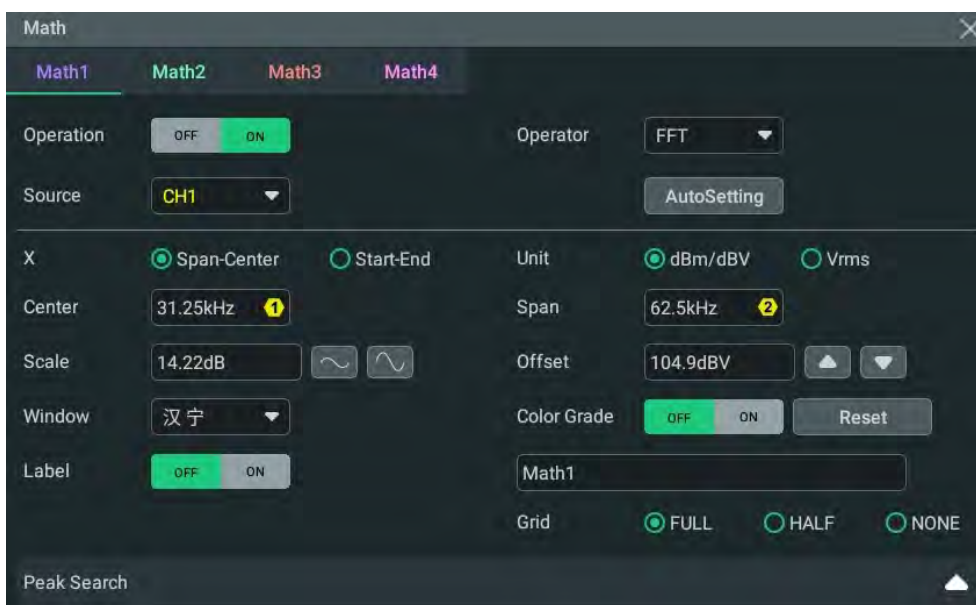 Math
Math1 Math2 Math3 Math4
Operation OFF ON Operator FFT
Source CH1 AutoSetting
X Span-Center Start-End Unit dBm/dBV Vrms
Center 31.25kHz 1 Span 62.5kHz 2
Scale 14.22dB Offset 104.9dBV
Window 汉宁 Color Grade OFF ON Reset
Label OFF ON Math1
Grid FULL HALF NONE
Peak Search